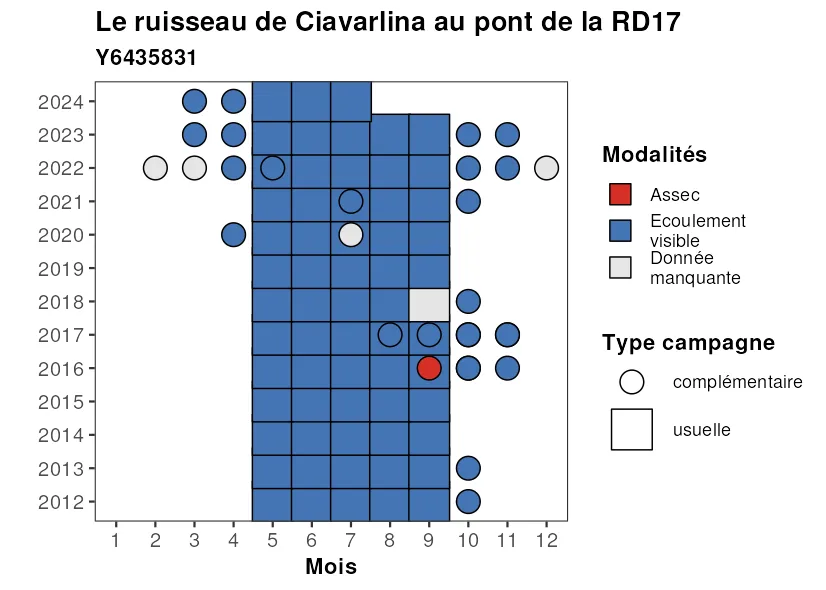 Le ruisseau de Ciavarlina au pont de la RD17
Y6435831
2024
2023
2022
2021
2020
2019
2018
2017
2016
2015
2014
2013
2012
1 2 3 4 5 6 7 8 9 10 11 12
Mois
Modalités
Assec
Ecoulement
visible
Donnée
manquante
Type campagne
complémentaire
usuelle